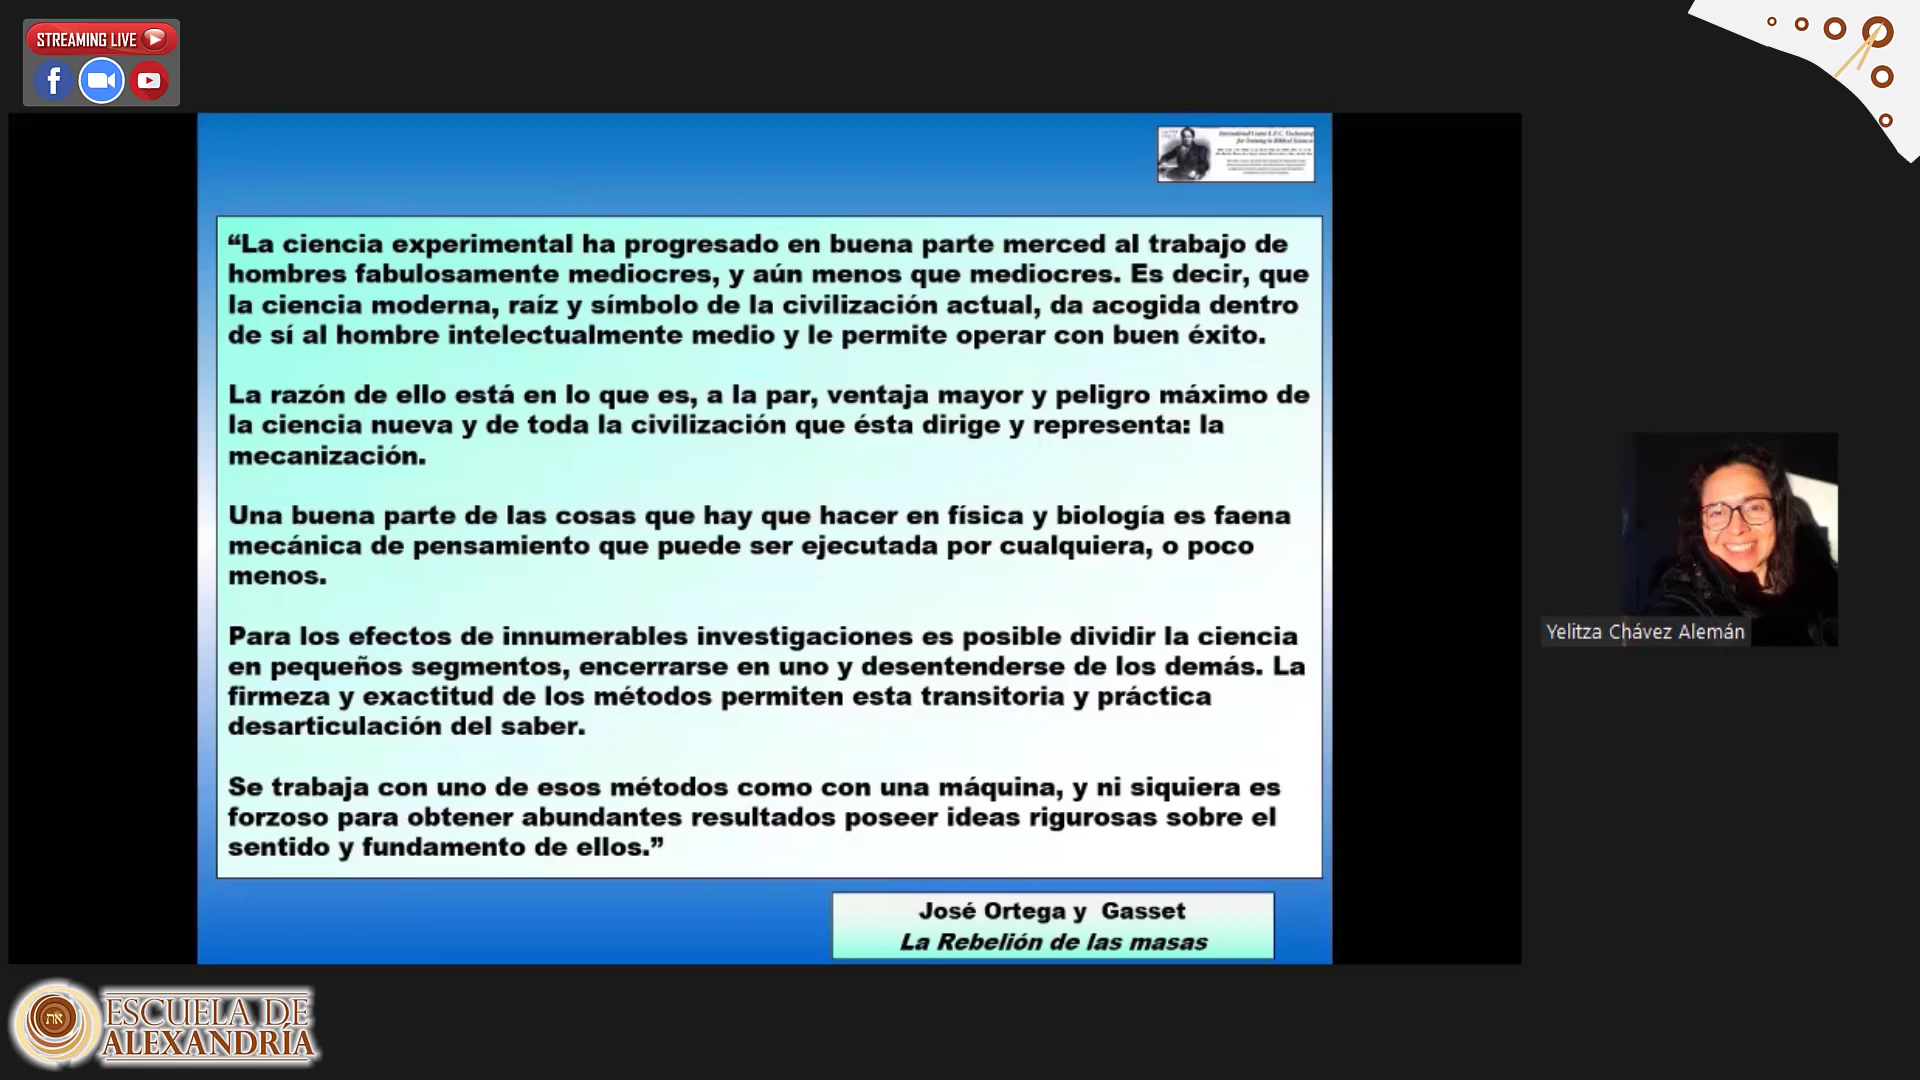 STREAMING LIVE
International Center L.F.C. Tischendorf
for Training in Biblical Sciences
“La ciencia experimental ha progresado en buena parte merced al trabajo de
hombres fabulosamente mediocres, y aún menos que mediocres. Es decir, que
la ciencia moderna, raíz y símbolo de la civilización actual, da acogida dentro
de sí al hombre intelectualmente medio y le permite operar con buen éxito.
La razón de ello está en lo que es, a la par, ventaja mayor y peligro máximo de
la ciencia nueva y de toda la civilización que ésta dirige y representa: la
mecanización.
Una buena parte de las cosas que hay que hacer en física y biología es faena
mecánica de pensamiento que puede ser ejecutada por cualquiera, o poco
menos.
Para los efectos de innumerables investigaciones es posible dividir la ciencia
en pequeños segmentos, encerrarse en uno y desentenderse de los demás. La
firmeza y exactitud de los métodos permiten esta transitoria y práctica
desarticulación del saber.
Se trabaja con uno de esos métodos como con una máquina, y ni siquiera es
forzoso para obtener abundantes resultados poseer ideas rigurosas sobre el
sentido y fundamento de ellos.”
José Ortega y Gasset
La Rebelión de las masas
Yelitza Chávez Alemán
את
ESCUELA DE
ALEXANDRÍA